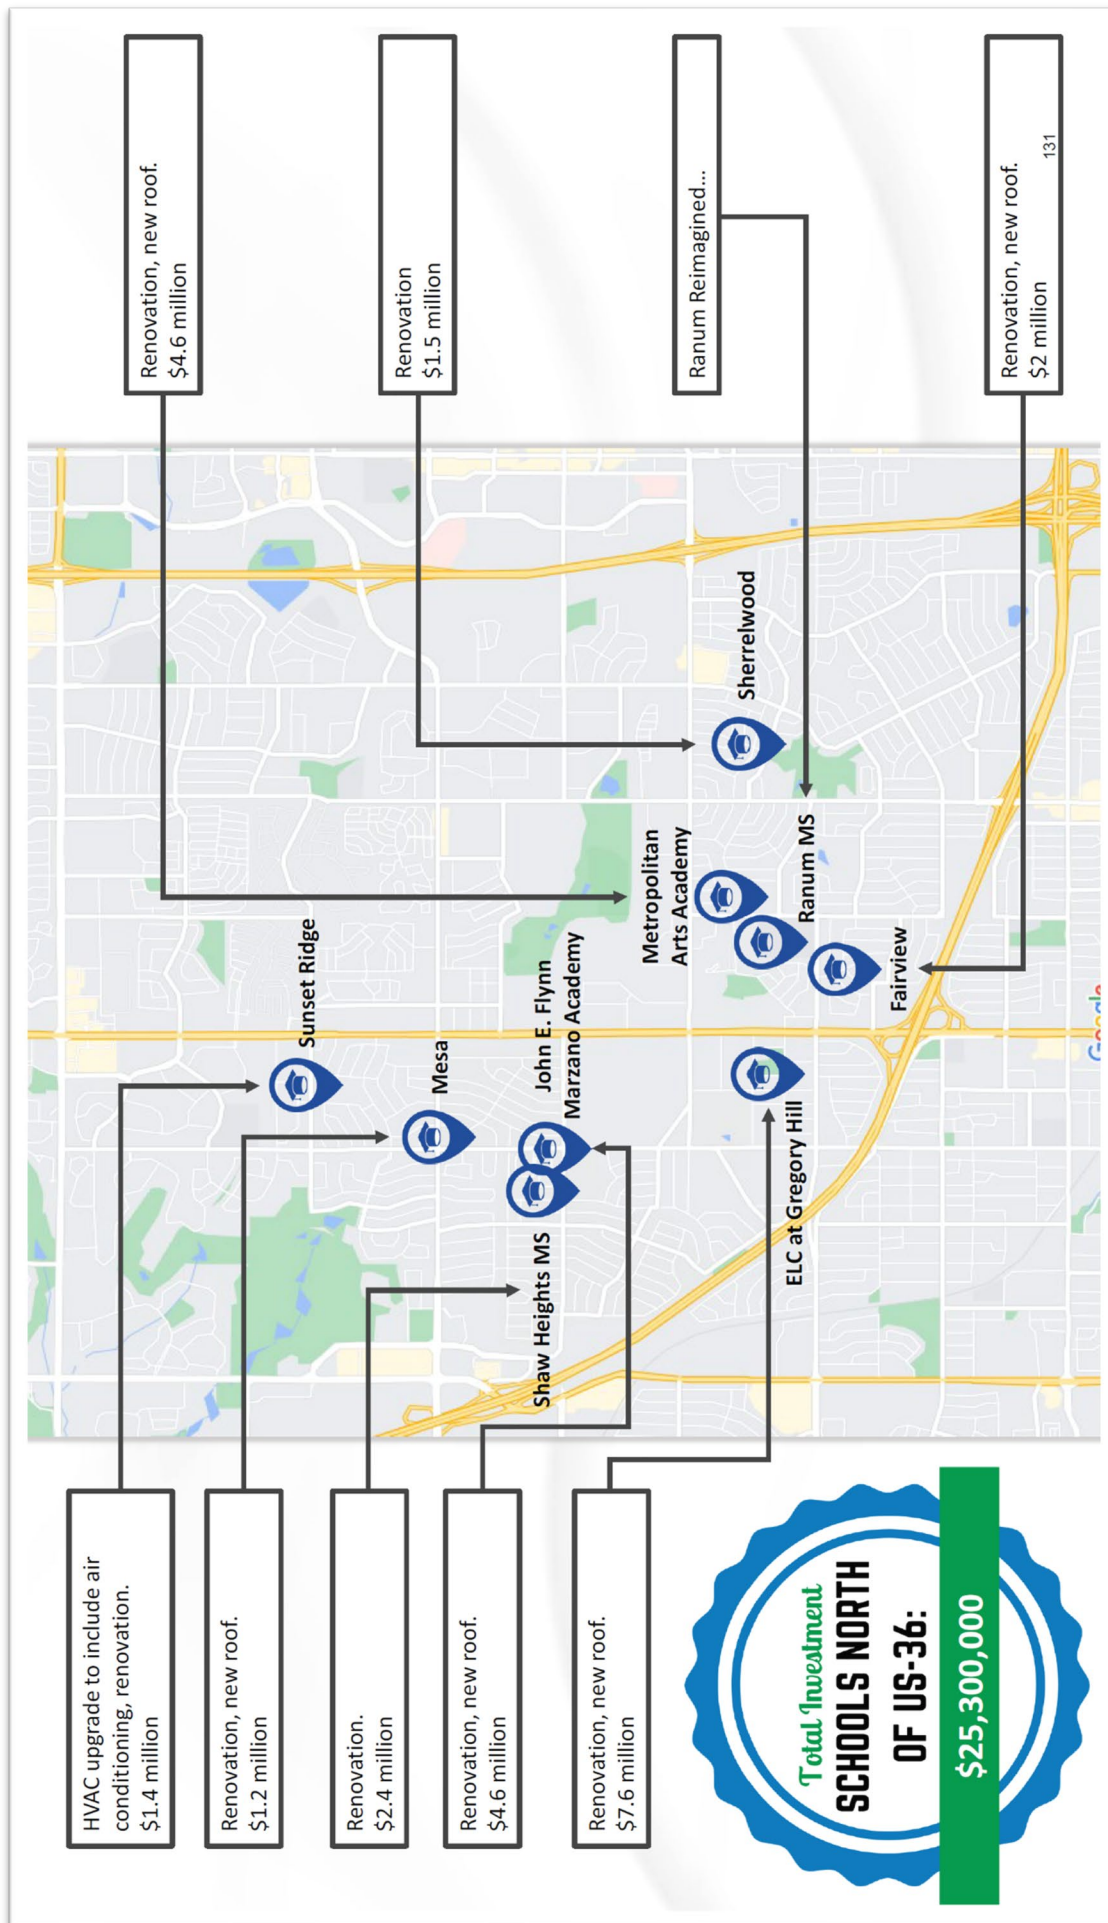 HVAC upgrade to include air
conditioning, renovation.
$1.4 million
Renovation, new roof.
$1.2 million
Renovation.
$2.4 million
Renovation, new roof.
$4.6 million
Renovation, new roof.
$7.6 million
Total Investment
SCHOOLS NORTH
OF US-36:
$25,300,000
Sunset Ridge
Mesa
John E. Flynn
Marzano Academy
Shaw Heights MS
ELC at Gregory Hill
Metropolitan
Arts Academy
Sherrelwood
Ranum MS
Fairview
Google
Renovation, new roof.
$4.6 million
Renovation
$1.5 million
Ranum Reimagined...
Renovation, new roof.
$2 million
131